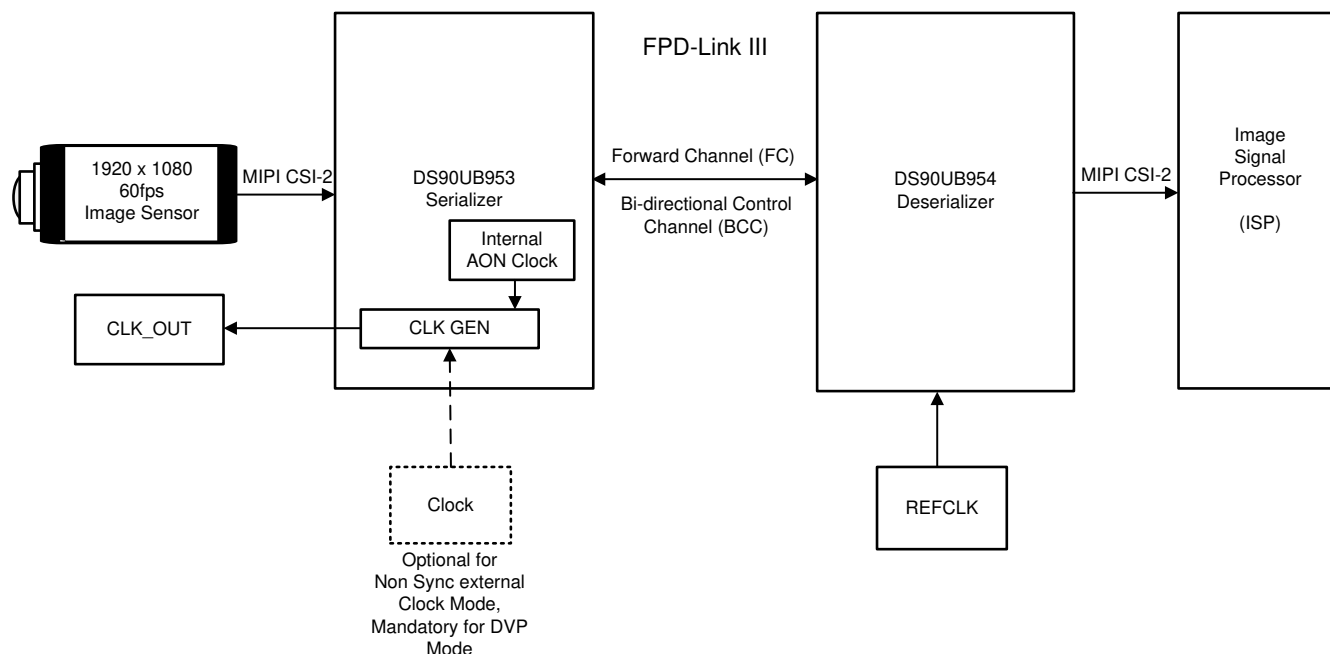 FPD-Link III
1920 x 1080
60fps
Image Sensor
MIPI CSI-2
DS90UB953
Serializer
Internal
AON Clock
CLK GEN
CLK_OUT
Clock
Optional for
Non Sync external
Clock Mode,
Mandatory for DVP
Mode
Forward Channel (FC)
Bi-directional Control
Channel (BCC)
DS90UB954
Deserializer
REFCLK
MIPI CSI-2
Image
Signal
Processor
(ISP)